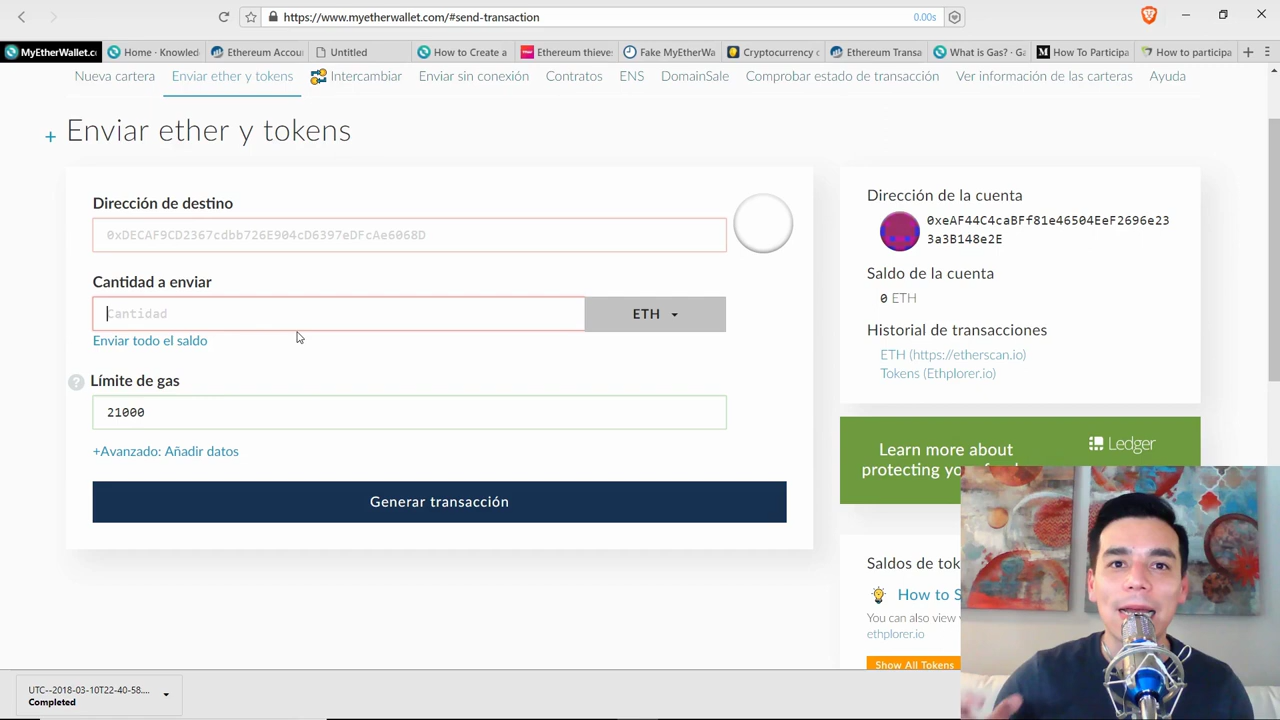 https://www.myetherwallet.com/#send-transaction
0.00s
MyEtherWallet.c
Home - Knowled
Ethereum Accou
Untitled
How to Create a
Ethereum thieve
Fake MyEtherWa
Cryptocurrency
Ethereum Transa
What is Gas? - Ga
How To Participa
How to participa
Nueva cartera
Enviar ether y tokens
Intercambiar
Enviar sin conexión
Contratos
ENS
DomainSale
Comprobar estado de transacción
Ver información de las carteras
Ayuda
+ Enviar ether y tokens
Dirección de destino
0xDECAF9CD2367cdbb726E904cD6397eDFcAe6068D
Cantidad a enviar
Cantidad
ETH
Enviar todo el saldo
? Límite de gas
21000
+Avanzado: Añadir datos
Generar transacción
Dirección de la cuenta
0xeAF44C4caBFf81e46504EeF2696e23
3a3B148e2E
Saldo de la cuenta
0 ETH
Historial de transacciones
ETH (https://etherscan.io)
Tokens (Ethplorer.io)
Learn more about
protecting yo
Ledger
Saldos de tok
How to S
You can also view
ethplorer.io
Show All Tokens
UTC--2018-03-10T22-40-58....
Completed